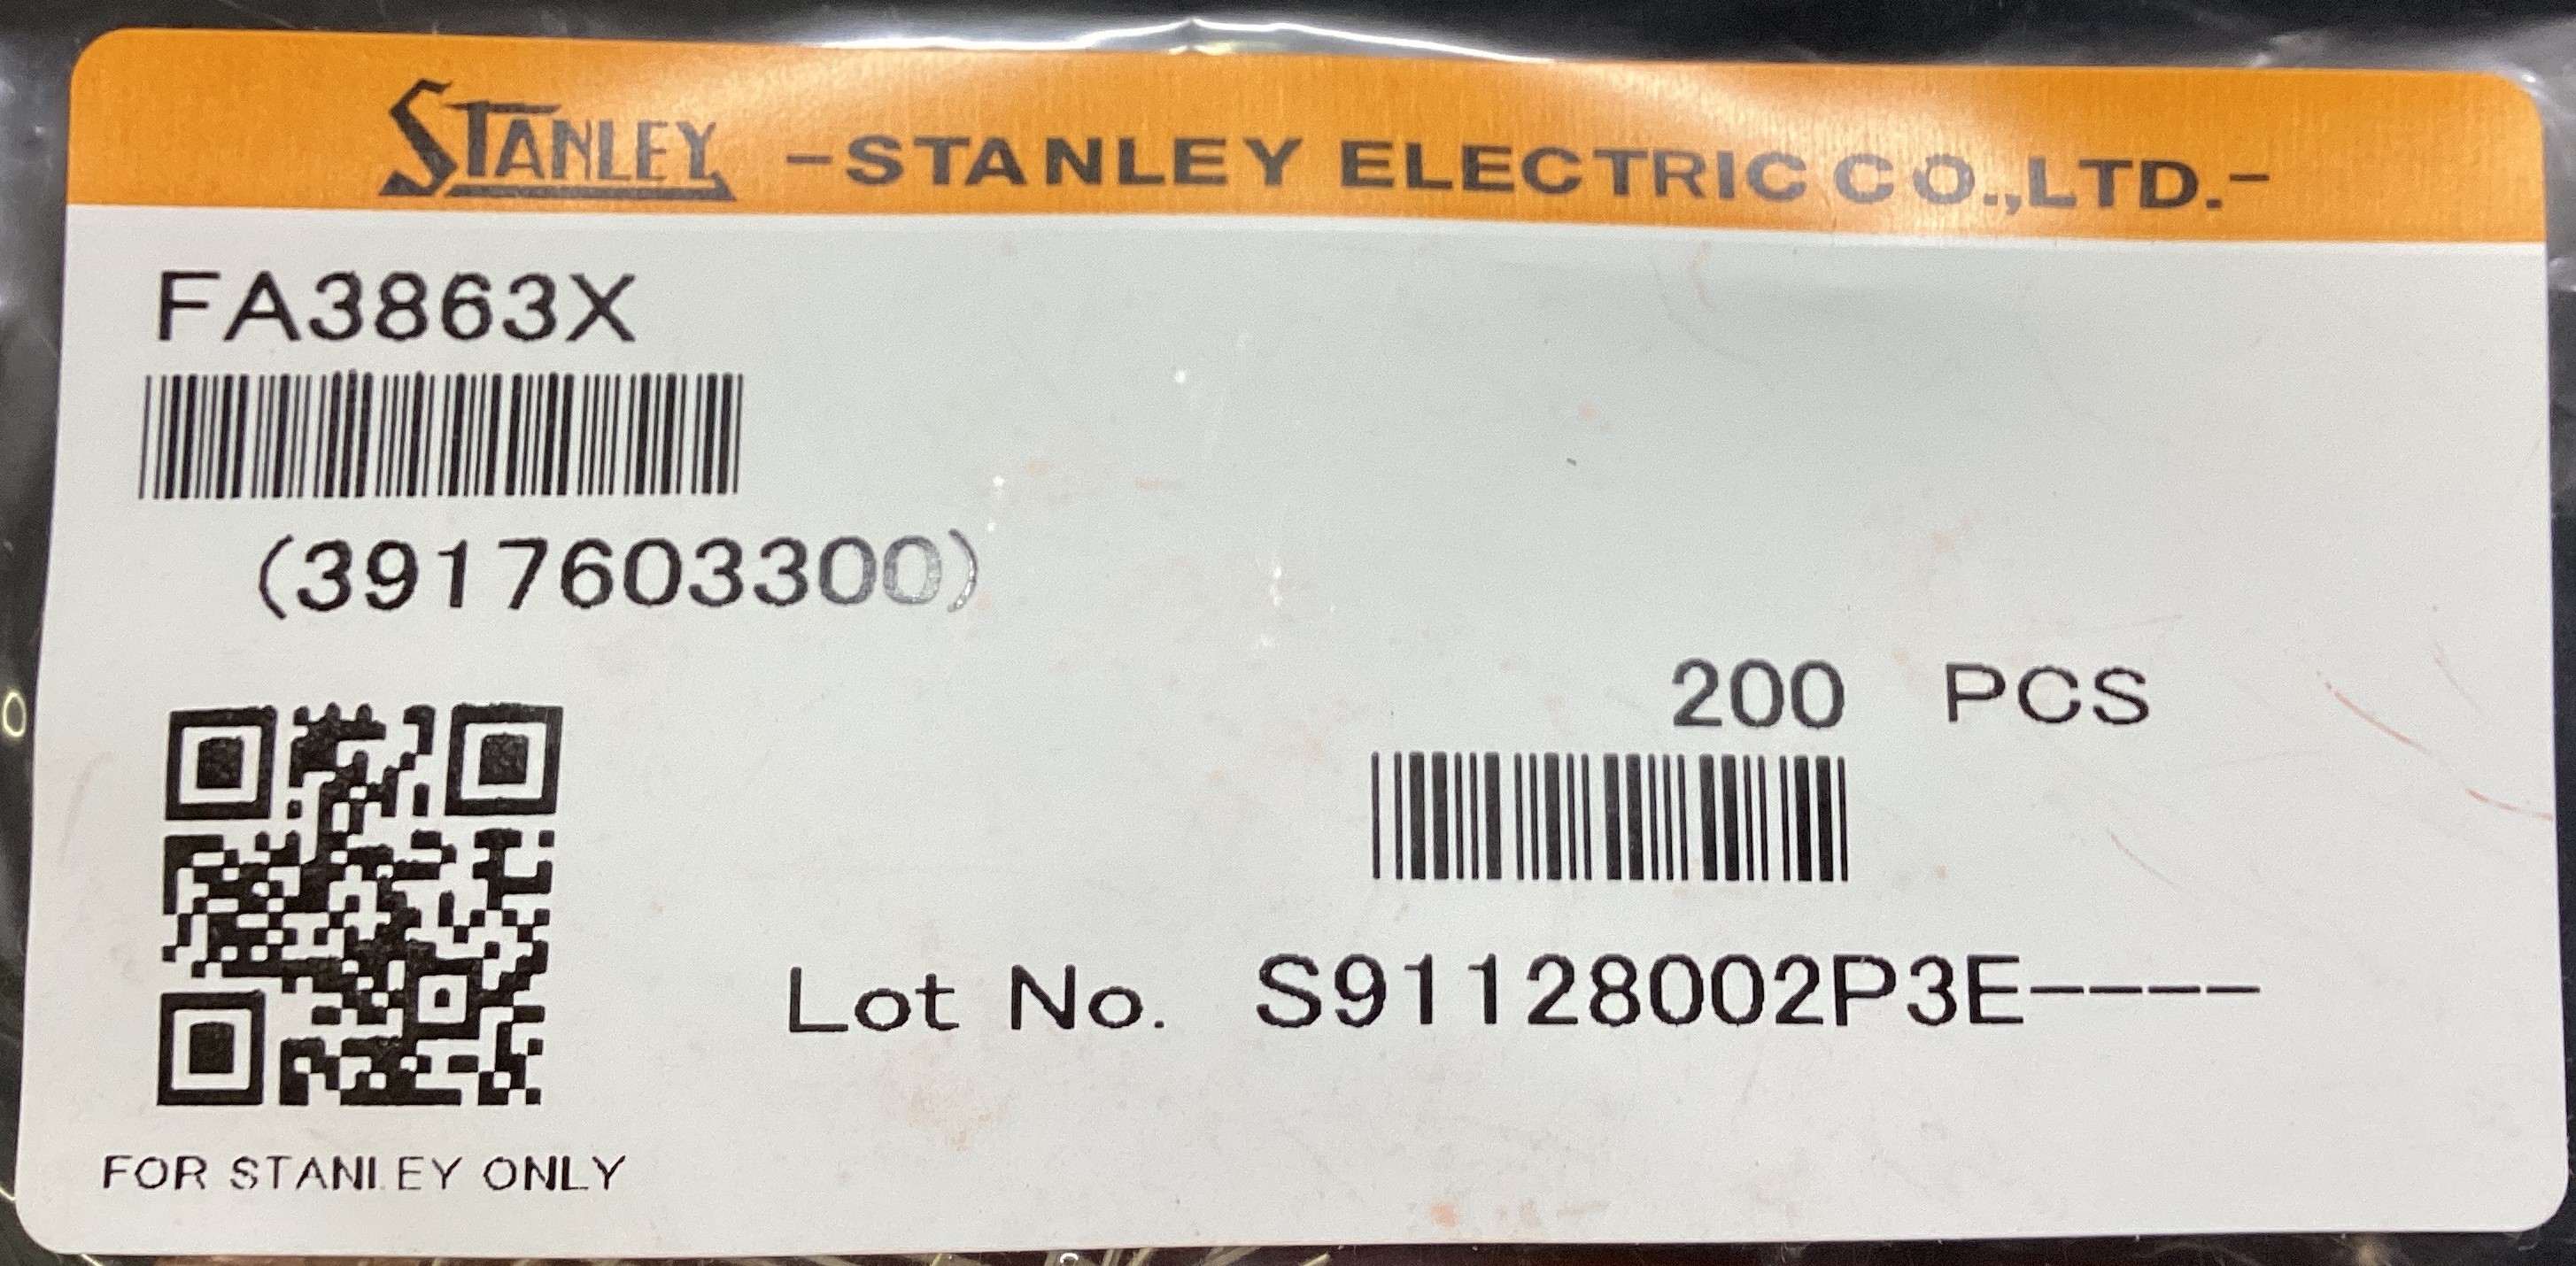 STANLEY -STANLEY ELECTRIC CO.,LTD.-
FA3863X
(3917603300)
200 PCS
Lot No. S91128002P3E----
FOR STANLEY ONLY